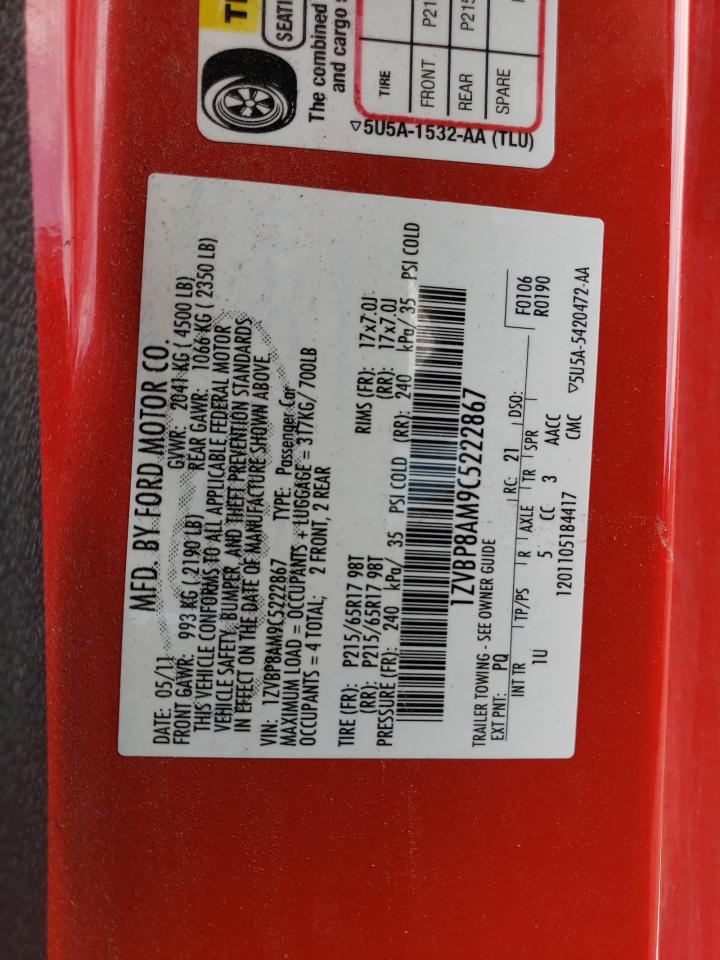 MFD. BY FORD MOTOR CO.
DATE: 05/11 GVWR: 2041 KG ( 4500 LB)
FRONT GAWR: 993 KG ( 2190 LB) REAR GAWR: 1066 KG ( 2350 LB)
THIS VEHICLE CONFORMS TO ALL APPLICABLE FEDERAL MOTOR
VEHICLE SAFETY, BUMPER, AND THEFT PREVENTION STANDARDS
IN EFFECT ON THE DATE OF MANUFACTURE SHOWN ABOVE.
VIN: 1ZVBP8AM9C5222867 TYPE: Passenger Car
MAXIMUM LOAD = OCCUPANTS + LUGGAGE = 317KG/700LB
OCCUPANTS = 4 TOTAL; 2 FRONT, 2 REAR
TIRE (FR): P215/65R17 98T RIMS (FR): 17x7.0J
(RR): P215/65R17 98T (RR): 17x7.0J
PRESSURE (FR): 240 kPa/ 35 PSI COLD (RR): 240 kPa/ 35 PSI COLD
1ZVBP8AM9C5222867
TRAILER TOWING - SEE OWNER GUIDE
EXT PNT: PQ RC: 21 DSO: F0106
R0190
INT TR TP/PS R AXLE TR SPR
1U 5 CC 3 AACC
1201105184417 CMC
▽5U5A-5420472-AA
TI
SEATI
The combined
and cargo s
TIRE
FRONT P21
REAR P215
SPARE
▽5U5A-1532-AA (TLU)